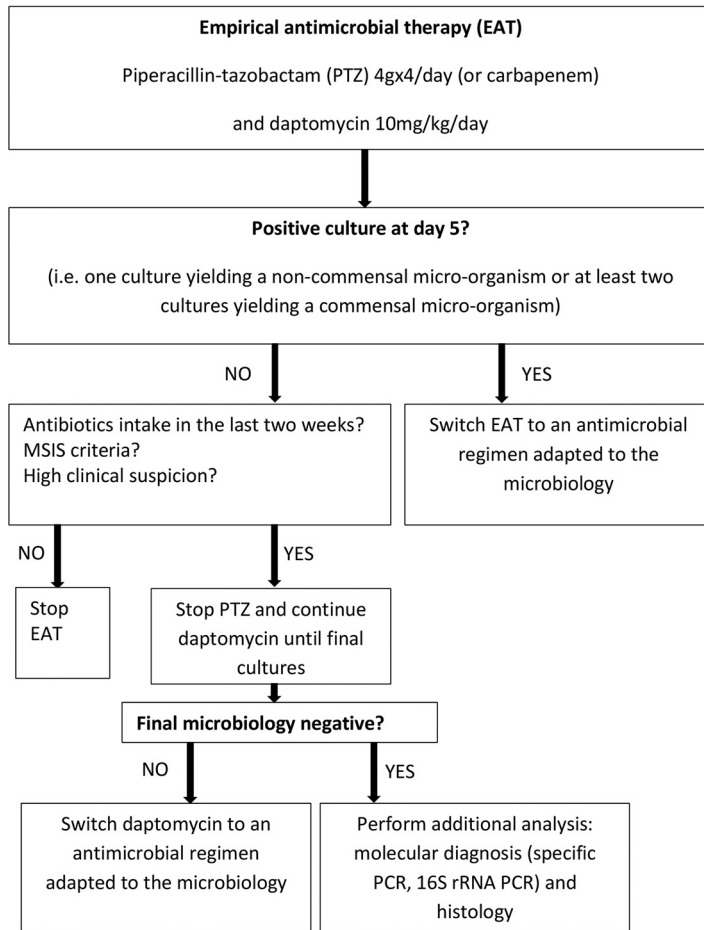 Empirical antimicrobial therapy (EAT)
Piperacillin-tazobactam (PTZ) 4gx4/day (or carbapenem)
and daptomycin 10mg/kg/day
Positive culture at day 5?
(i.e. one culture yielding a non-commensal micro-organism or at least two
cultures yielding a commensal micro-organism)
NO
YES
Antibiotics intake in the last two weeks?
MSIS criteria?
High clinical suspicion?
Switch EAT to an antimicrobial
regimen adapted to the
microbiology
NO
YES
Stop
EAT
Stop PTZ and continue
daptomycin until final
cultures
Final microbiology negative?
NO
YES
Switch daptomycin to an
antimicrobial regimen
adapted to the microbiology
Perform additional analysis:
molecular diagnosis (specific
PCR, 16S rRNA PCR) and
histology